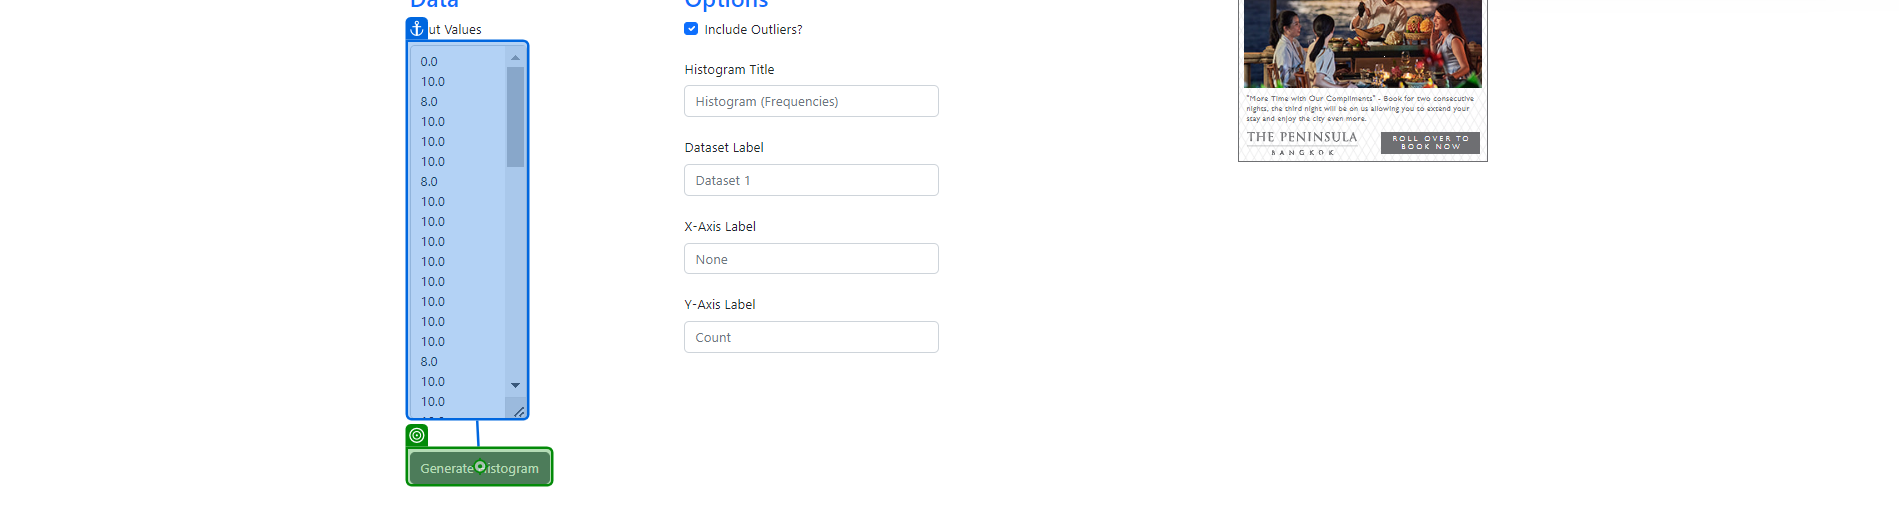 Data
ut Values
0.0
10.0
8.0
10.0
10.0
10.0
8.0
10.0
10.0
10.0
10.0
10.0
10.0
10.0
10.0
8.0
10.0
10.0
Generate istogram
Options
Include Outliers?
Histogram Title
Histogram (Frequencies)
Dataset Label
Dataset 1
X-Axis Label
None
Y-Axis Label
Count
"More Time with Our Compliments" - Book for two consecutive
nights, the third night will be on us allowing you to extend your
stay and enjoy the city even more.
THE PENINSULA
BANGKOK
ROLL OVER TO
BOOK NOW